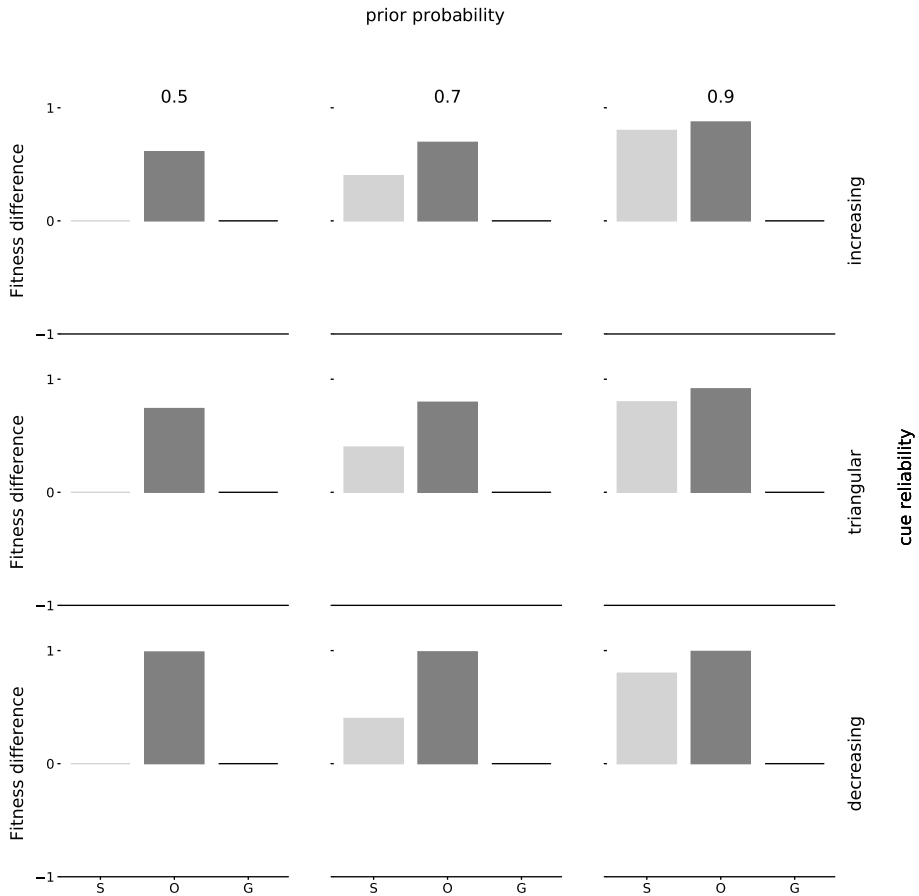 prior probability
0.5 0.7 0.9
1
0
−1
Fitness difference
increasing
1
0
−1
Fitness difference
triangular
cue reliability
1
0
−1
Fitness difference
decreasing
S O G S O G S O G